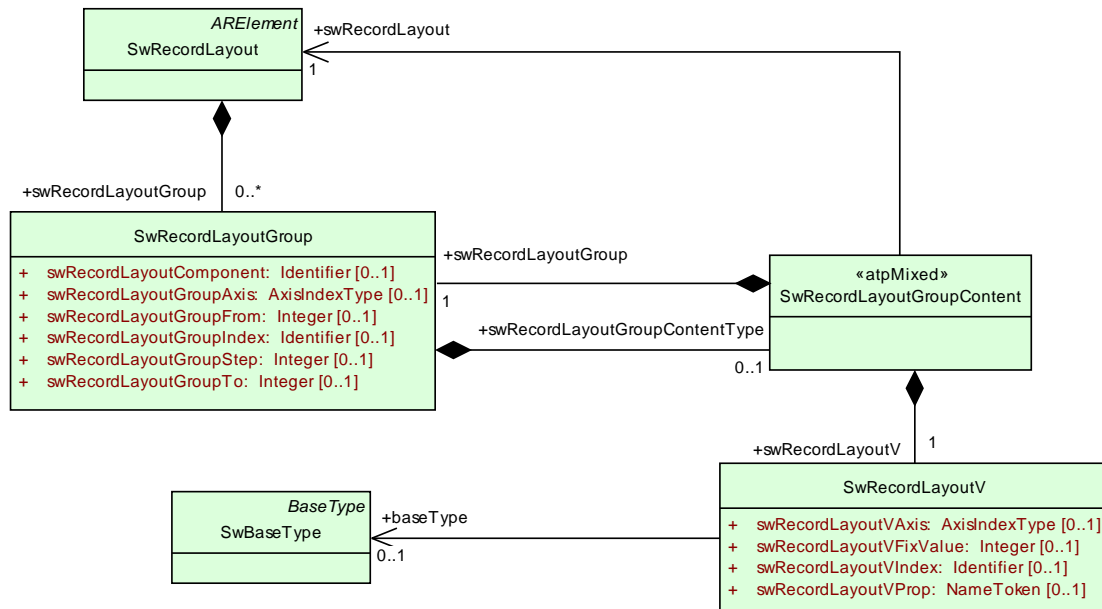 ARElement
SwRecordLayout
+swRecordLayout
1
+swRecordLayoutGroup
0..*
SwRecordLayoutGroup
+ swRecordLayoutComponent: Identifier [0..1]
+ swRecordLayoutGroupAxis: AxisIndexType [0..1]
+ swRecordLayoutGroupFrom: Integer [0..1]
+ swRecordLayoutGroupIndex: Identifier [0..1]
+ swRecordLayoutGroupStep: Integer [0..1]
+ swRecordLayoutGroupTo: Integer [0..1]
+swRecordLayoutGroup
1
+swRecordLayoutGroupContentType
0..1
«atpMixed»
SwRecordLayoutGroupContent
+swRecordLayoutV
1
SwRecordLayoutV
+ swRecordLayoutVAxis: AxisIndexType [0..1]
+ swRecordLayoutVFixValue: Integer [0..1]
+ swRecordLayoutVIndex: Identifier [0..1]
+ swRecordLayoutVProp: NameToken [0..1]
BaseType
SwBaseType
+baseType
0..1